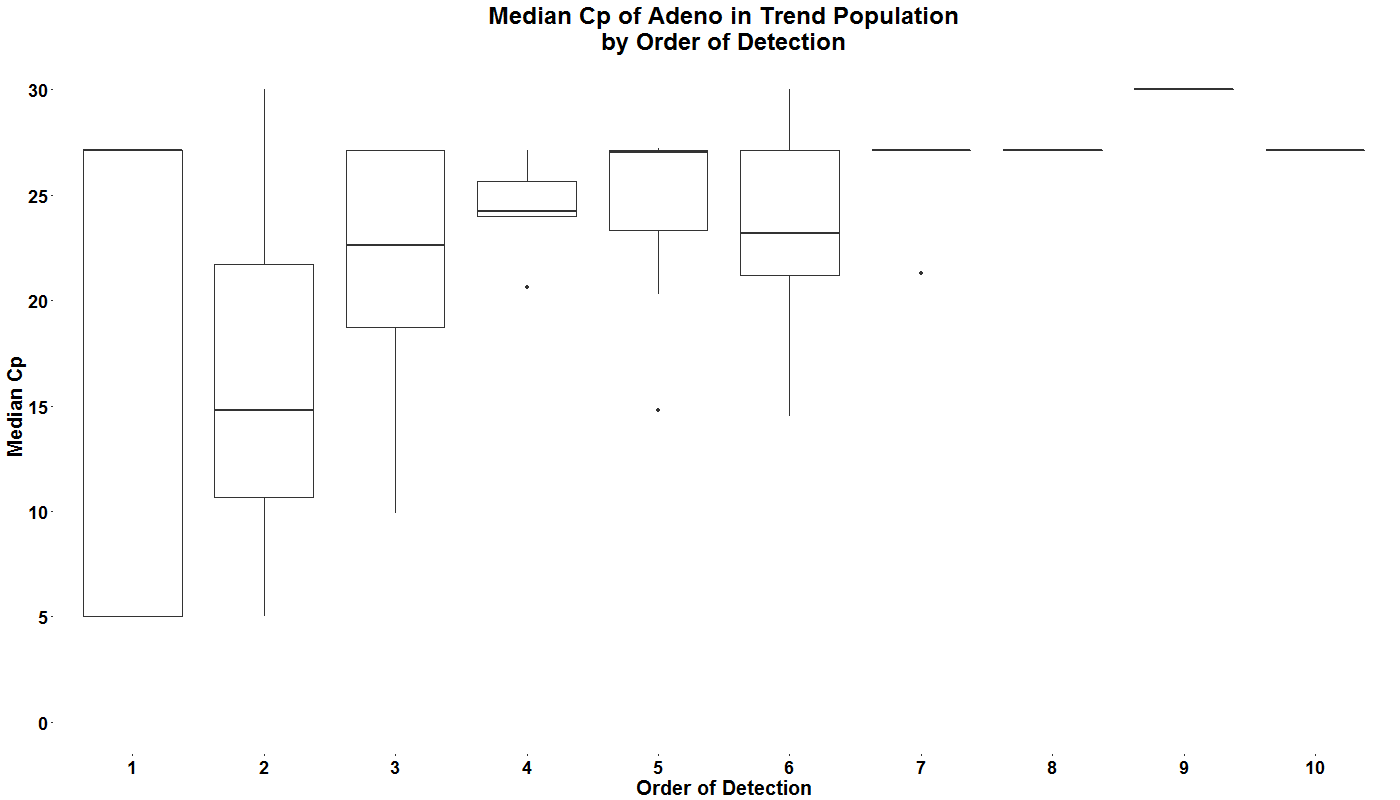 Median Cp of Adeno in Trend Population
by Order of Detection
Median Cp
30
25
20
15
10
5
0
1 2 3 4 5 6 7 8 9 10
Order of Detection